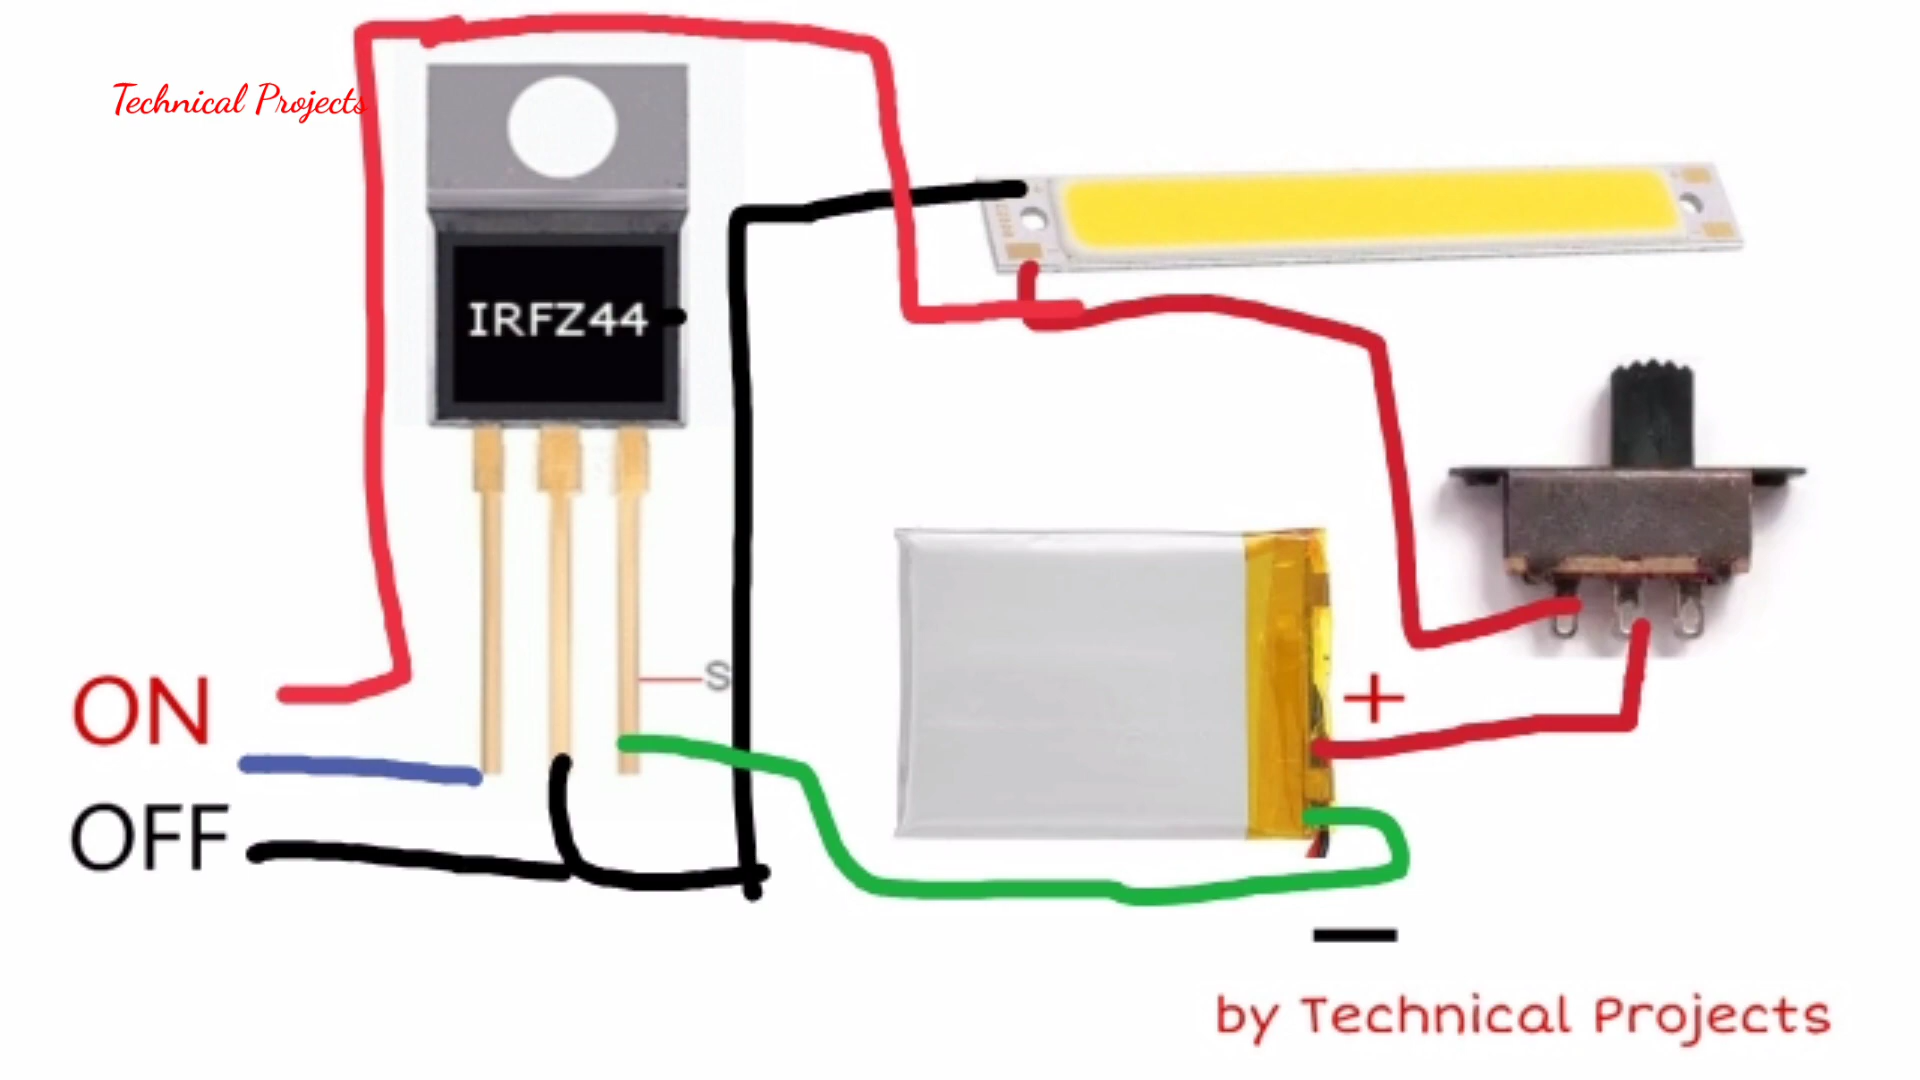 Technical Projects
IRFZ44
S
+
ON
OFF
—
by Technical Projects